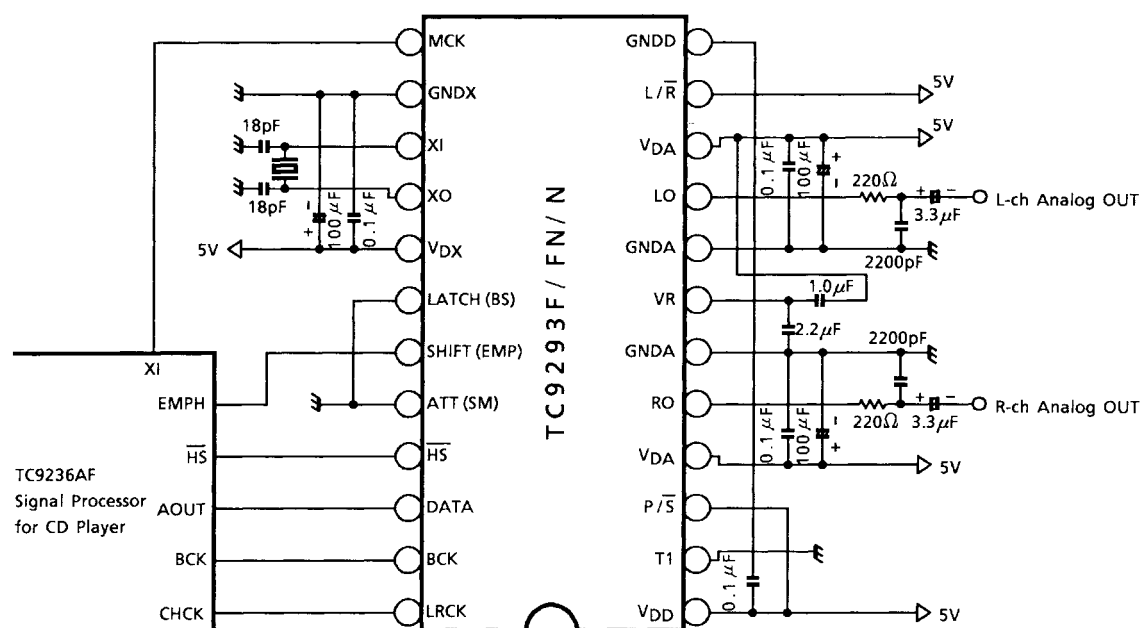 MCK
GNDX
XI
XO
VDX
LATCH (BS)
SHIFT (EMP)
ATT (SM)
H̅S̅
DATA
BCK
LRCK
18pF
18pF
- +
100μF
0.1μF
5V
TC9293F/FN/N
GNDD
L/R̅
VDA
LO
GNDA
VR
GNDA
RO
VDA
P/S̅
T1
VDD
5V
5V
0.1μF
100μF
+ -
220Ω
+ -
3.3μF
L-ch Analog OUT
2200pF
1.0μF
2.2μF
2200pF
0.1μF
100μF
- +
220Ω
+ -
3.3μF
R-ch Analog OUT
5V
0.1μF
5V
XI
EMPH
H̅S̅
AOUT
BCK
CHCK
TC9236AF
Signal Processor
for CD Player